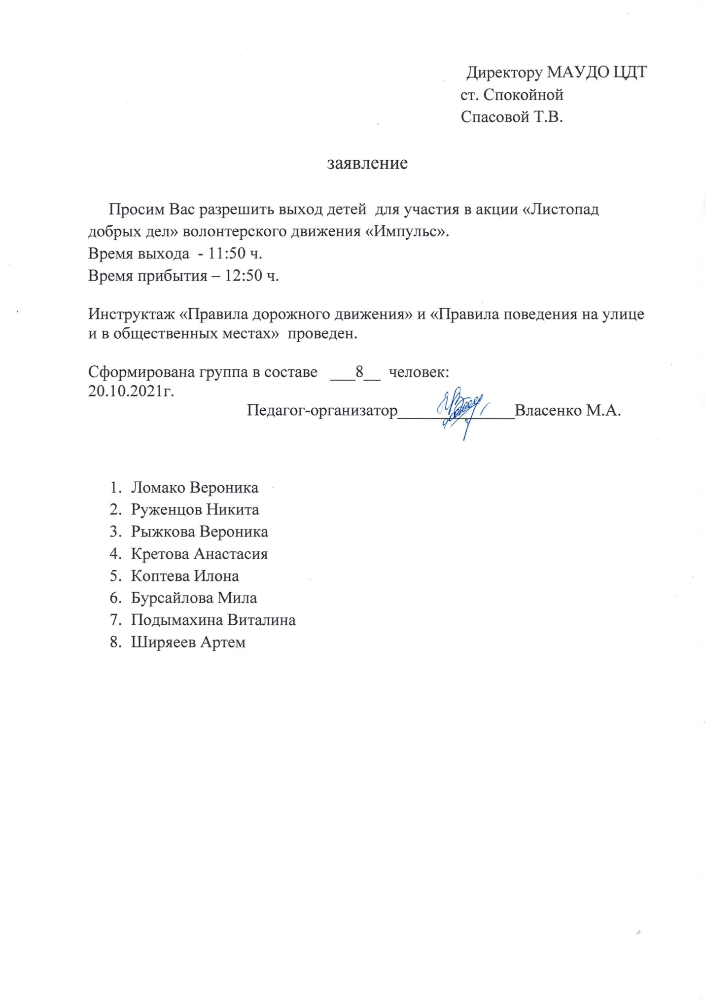 Директору МАУДО ЦДТ
ст. Спокойной
Спасовой Т.В.
заявление
Просим Вас разрешить выход детей  для участия в акции «Листопад
добрых дел» волонтерского движения «Импульс».
Время выхода  - 11:50 ч.
Время прибытия – 12:50 ч.
Инструктаж «Правила дорожного движения» и «Правила поведения на улице
и в общественных местах»  проведен.
Сформирована группа в составе   ___8__  человек:
20.10.2021г.
Педагог-организатор______________Власенко М.А.
1. Ломако Вероника
2. Руженцов Никита
3. Рыжкова Вероника
4. Кретова Анастасия
5. Коптева Илона
6. Бурсайлова Мила
7. Подымахина Виталина
8. Ширяеев Артем